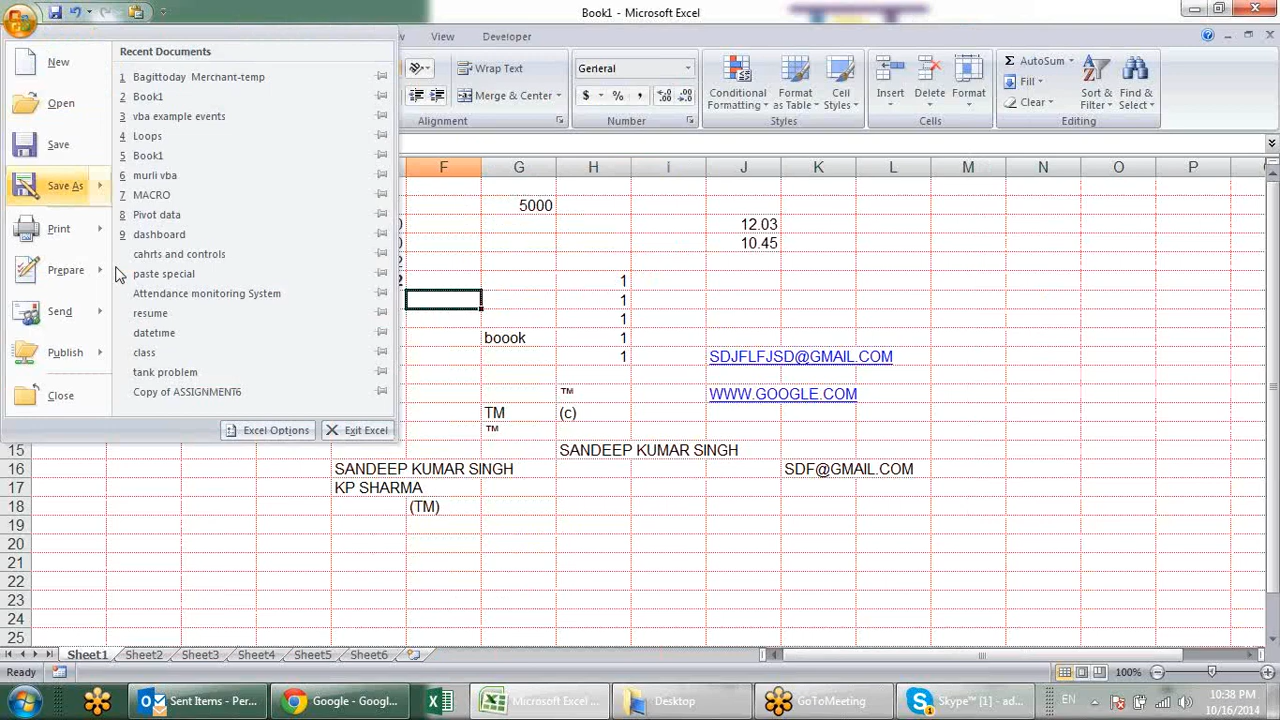 Book1 - Microsoft Excel
View Developer
New
Open
Save
Save As
Print
Prepare
Send
Publish
Close
Recent Documents
1 Bagittoday Merchant-temp
2 Book1
3 vba example events
4 Loops
5 Book1
6 murli vba
7 MACRO
8 Pivot data
9 dashboard
cahrts and controls
paste special
Attendance monitoring System
resume
datetime
class
tank problem
Copy of ASSIGNMENT6
Excel Options Exit Excel
Wrap Text
Merge & Center
Alignment
General
$ % ,
Number
Conditional Formatting
Format as Table
Cell Styles
Styles
Insert Delete Format
Cells
Σ AutoSum
Fill
Clear
Sort & Filter
Find & Select
Editing
F G H I J K L M N O P
5000
12.03
10.45
1
1
1
boook 1
1 SDJFLFJSD@GMAIL.COM
™ WWW.GOOGLE.COM
TM (c)
™
15 SANDEEP KUMAR SINGH
16 SANDEEP KUMAR SINGH SDF@GMAIL.COM
17 KP SHARMA
18 (TM)
19
20
21
22
23
24
25
Sheet1 Sheet2 Sheet3 Sheet4 Sheet5 Sheet6
Ready 100%
Sent Items - Per... Google - Googl... Microsoft Excel ... Desktop GoToMeeting Skype™ [1] - ad... EN 10:38 PM
10/16/2014